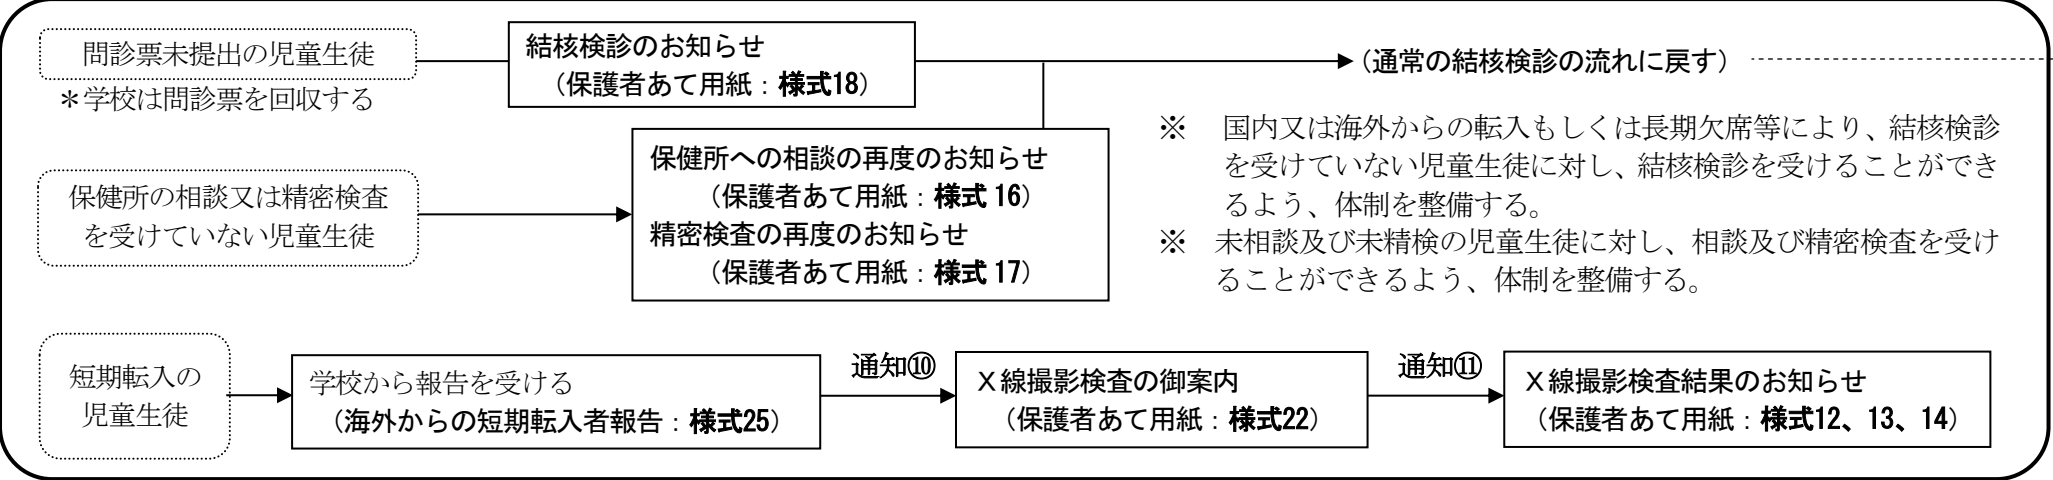 問診票未提出の児童生徒
＊学校は問診票を回収する
結核検診のお知らせ
（保護者あて用紙：様式18）
（通常の結核検診の流れに戻す）
保健所の相談又は精密検査
を受けていない児童生徒
保健所への相談の再度のお知らせ
（保護者あて用紙：様式 16）
精密検査の再度のお知らせ
（保護者あて用紙：様式 17）
※　国内又は海外からの転入もしくは長期欠席等により、結核検診
を受けていない児童生徒に対し、結核検診を受けることができ
るよう、体制を整備する。
※　未相談及び未精検の児童生徒に対し、相談及び精密検査を受け
ることができるよう、体制を整備する。
短期転入の
児童生徒
学校から報告を受ける
（海外からの短期転入者報告：様式25）
通知⑩
Ｘ線撮影検査の御案内
（保護者あて用紙：様式22）
通知⑪
Ｘ線撮影検査結果のお知らせ
（保護者あて用紙：様式12、13、14）